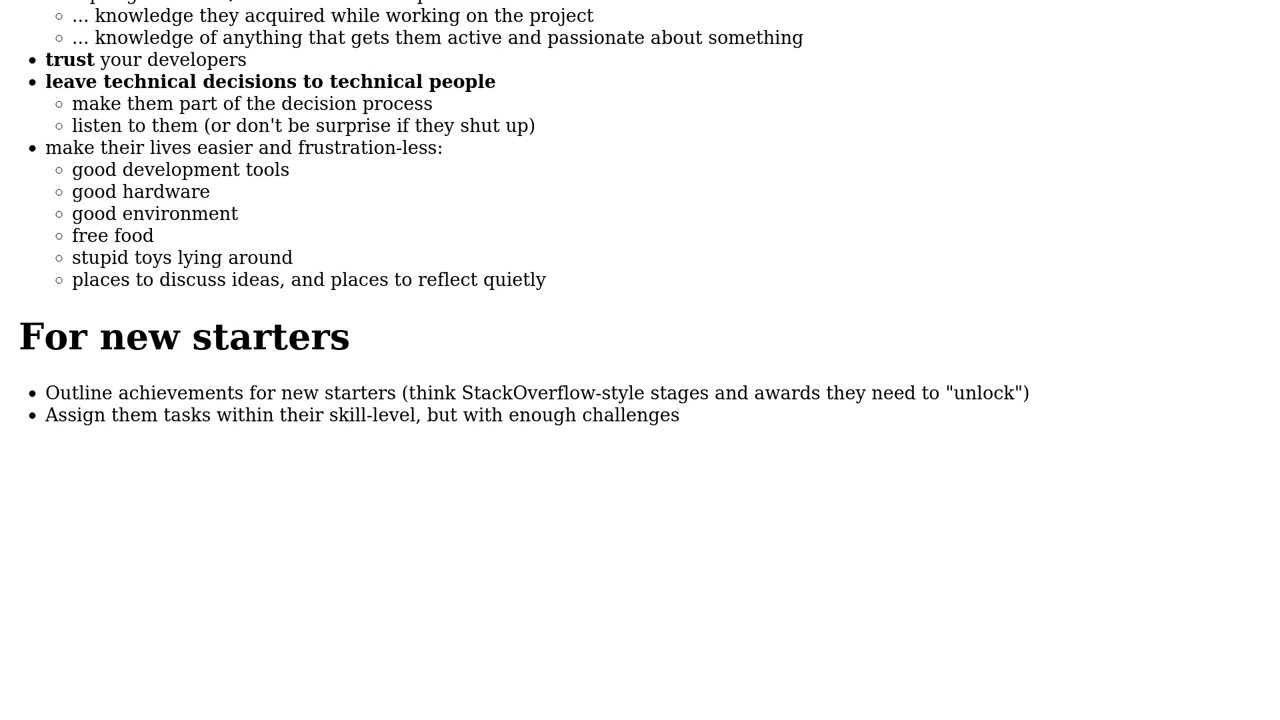 ... knowledge they acquired while working on the project
... knowledge of anything that gets them active and passionate about something
trust your developers
leave technical decisions to technical people
make them part of the decision process
listen to them (or don't be surprise if they shut up)
make their lives easier and frustration-less:
good development tools
good hardware
good environment
free food
stupid toys lying around
places to discuss ideas, and places to reflect quietly
For new starters
Outline achievements for new starters (think StackOverflow-style stages and awards they need to "unlock")
Assign them tasks within their skill-level, but with enough challenges